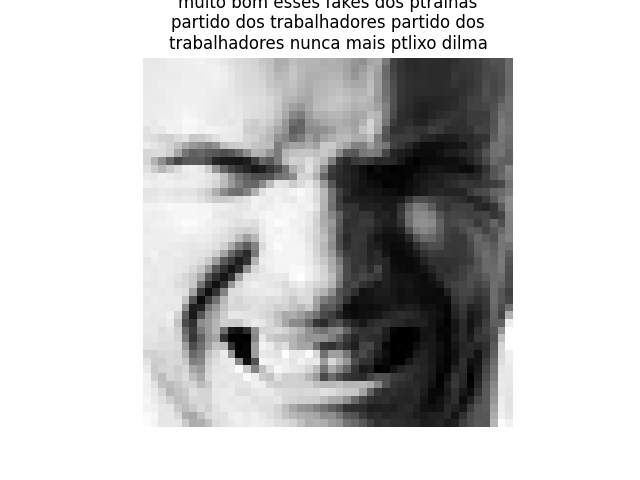 muito bom esses fakes dos ptralhas
partido dos trabalhadores partido dos
trabalhadores nunca mais ptlixo dilma